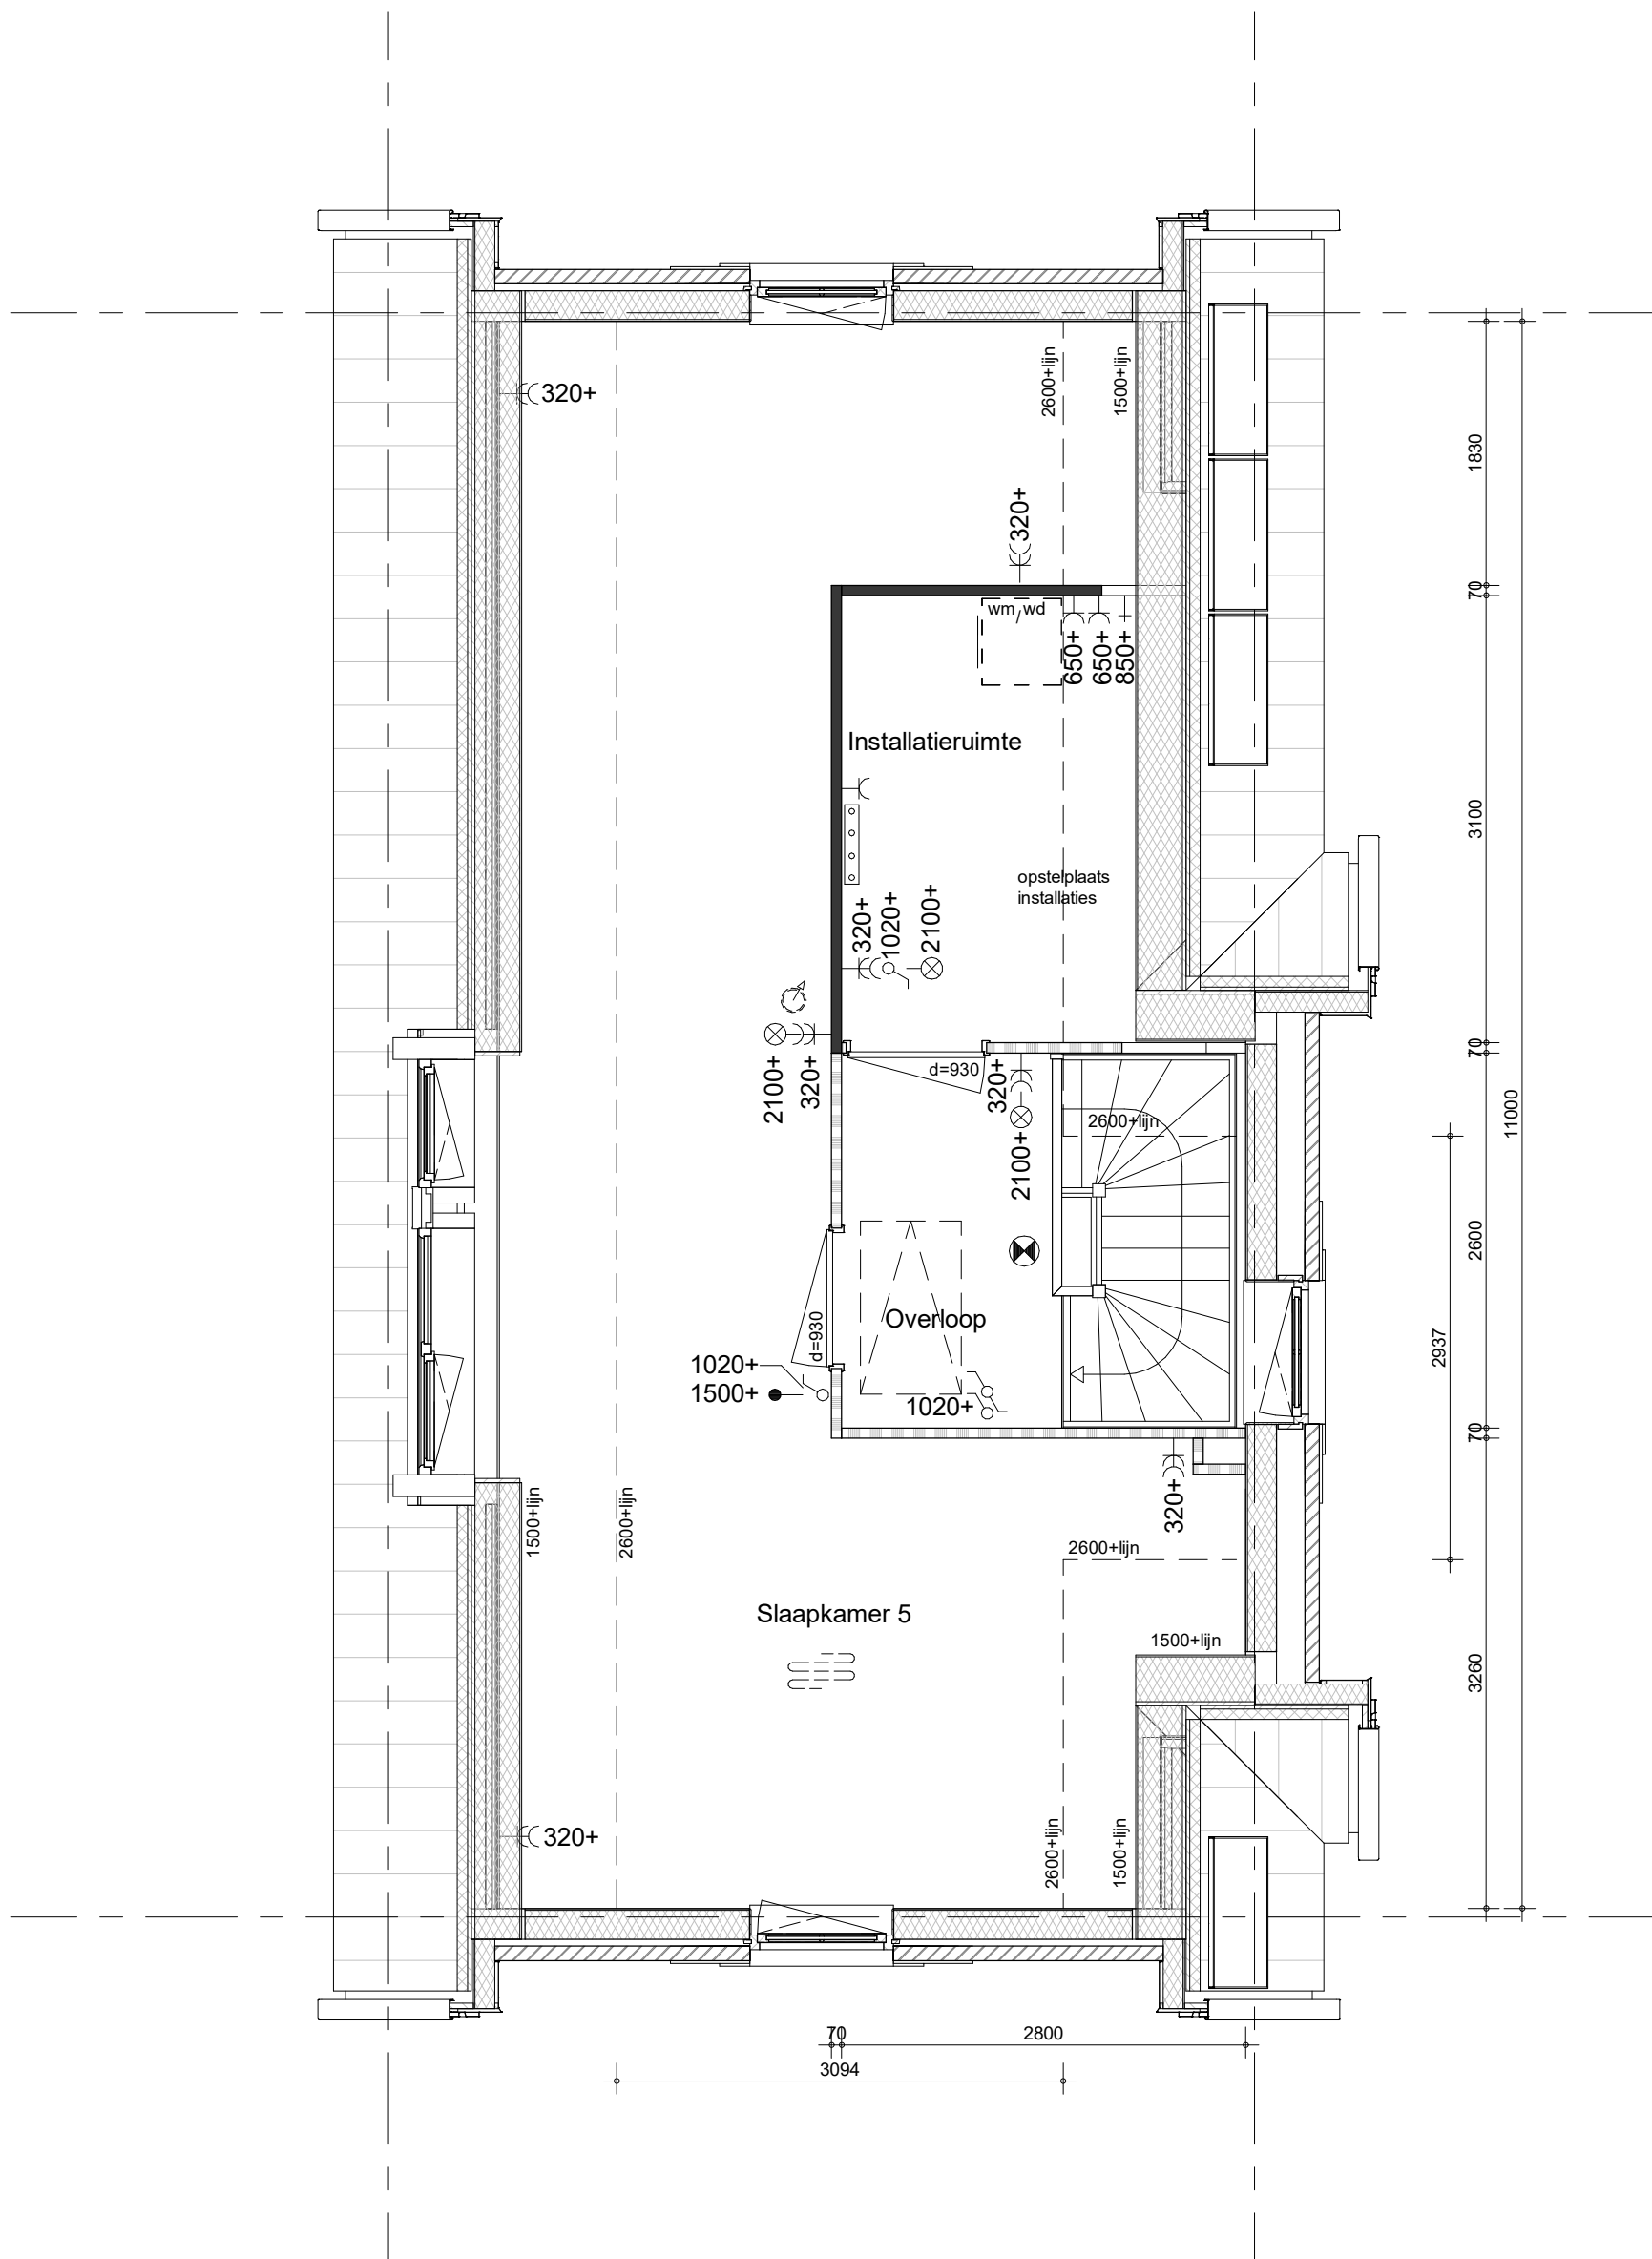 2600+lijn
1500+lijn
320+
1830
320+
70
wm/wd
650+
650+
850+
Installatieruimte
3100
opstelplaats
installaties
320+
1020+
2100+
2100+
320+
d=930
320+
2100+
70
2600+lijn
11000
2600
2937
Overloop
d=930
1020+
1500+
1020+
70
320+
1500+lijn
2600+lijn
2600+lijn
Slaapkamer 5
1500+lijn
3260
320+
2600+lijn
1500+lijn
70
2800
3094